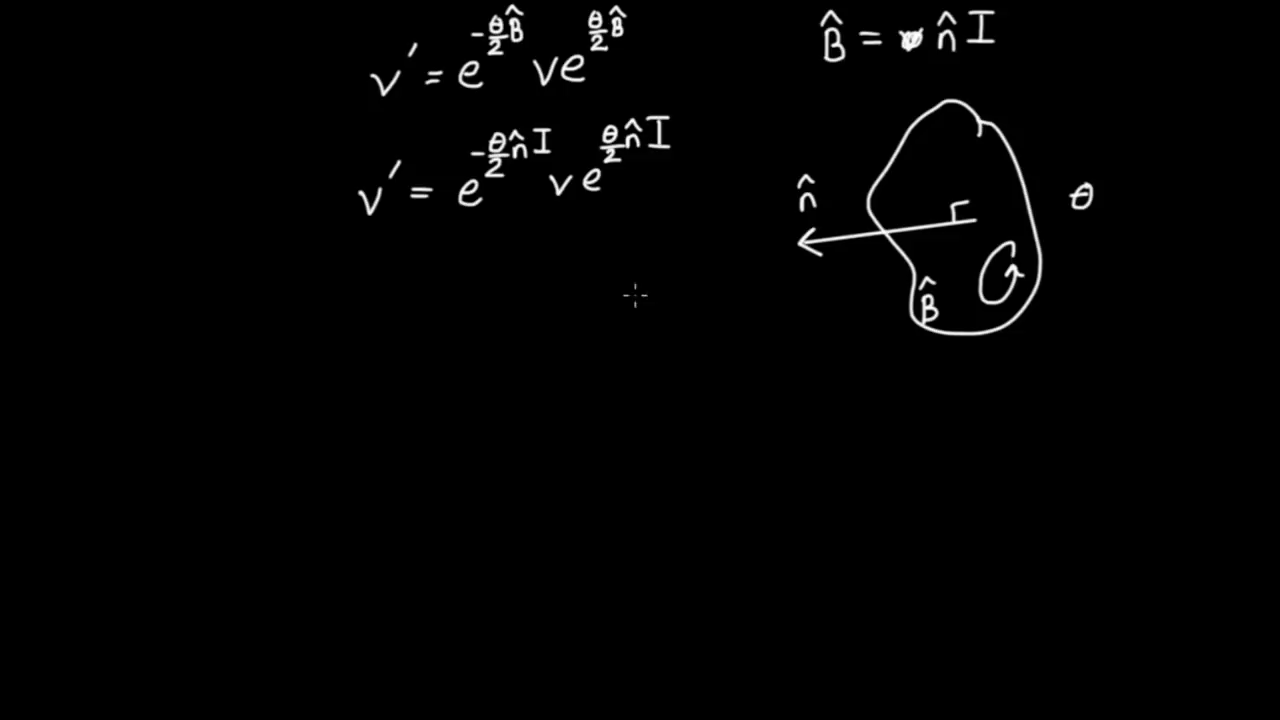 v′ = e^{-θ/2 B̂} v e^{θ/2 B̂}
B̂ = n̂ I
v′ = e^{-θ/2 n̂ I} v e^{θ/2 n̂ I}
n̂
θ
B̂